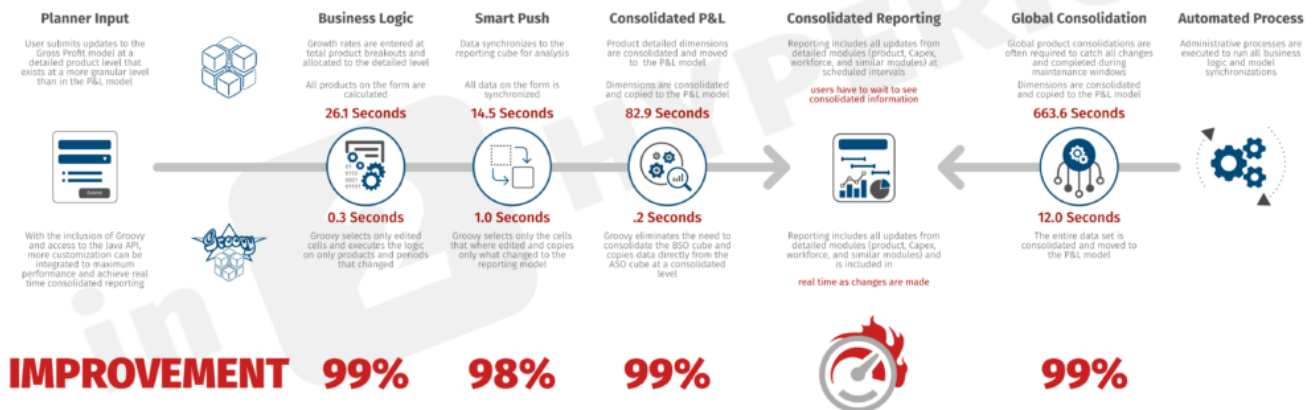 Planner Input
User submits updates to the
Gross Profit model at a
detailed product level that
exists at a more granular level
than in the P&L model
Submit
With the inclusion of Groovy
and access to the Java API,
more customization can be
integrated to maximum
performance and achieve real
time consolidated reporting
Groovy
Business Logic
Growth rates are entered at
total product breakouts and
allocated to the detailed level
All products on the form are
calculated
26.1 Seconds
0.3 Seconds
Groovy selects only edited
cells and executes the logic
on only products and periods
that changed
Smart Push
Data synchronizes to the
reporting cube for analysis
All data on the form is
synchronized
14.5 Seconds
1.0 Seconds
Groovy selects only the cells
that where edited and copies
only what changed to the
reporting model
Consolidated P&L
Product detailed dimensions
are consolidated and moved
to the P&L model
Dimensions are consolidated
and copied to the P&L model
82.9 Seconds
.2 Seconds
Groovy eliminates the need to
consolidate the BSO cube and
copies data directly from the
ASO cube at a consolidated
level
Consolidated Reporting
Reporting includes all updates from
detailed modules (product, Capex,
workforce, and similar modules) at
scheduled intervals
users have to wait to see
consolidated information
Reporting includes all updates from
detailed modules (product, Capex,
workforce, and similar modules) and
is included in
real time as changes are made
Global Consolidation
Global product consolidations are
often required to catch all changes
and completed during
maintenance windows
Dimensions are consolidated
and copied to the P&L model
663.6 Seconds
12.0 Seconds
The entire data set is
consolidated and moved to
the P&L model
Automated Process
Administrative processes are
executed to run all business
logic and model
synchronizations
IMPROVEMENT 99% 98% 99% 99%
in2HYPERION